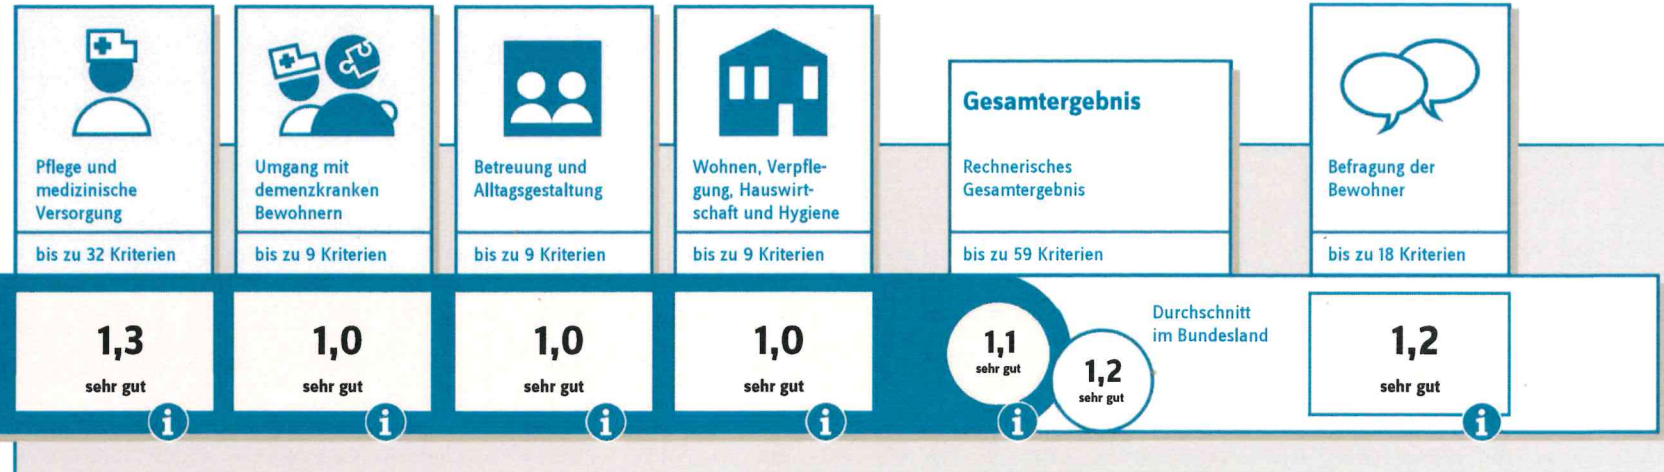 Pflege und
medizinische
Versorgung
bis zu 32 Kriterien
1,3
sehr gut
i
Umgang mit
demenzkranken
Bewohnern
bis zu 9 Kriterien
1,0
sehr gut
i
Betreuung und
Alltagsgestaltung
bis zu 9 Kriterien
1,0
sehr gut
i
Wohnen, Verpfle-
gung, Hauswirt-
schaft und Hygiene
bis zu 9 Kriterien
1,0
sehr gut
i
Gesamtergebnis
Rechnerisches
Gesamtergebnis
bis zu 59 Kriterien
1,1
sehr gut
i
Durchschnitt
im Bundesland
1,2
sehr gut
Befragung der
Bewohner
bis zu 18 Kriterien
1,2
sehr gut
i